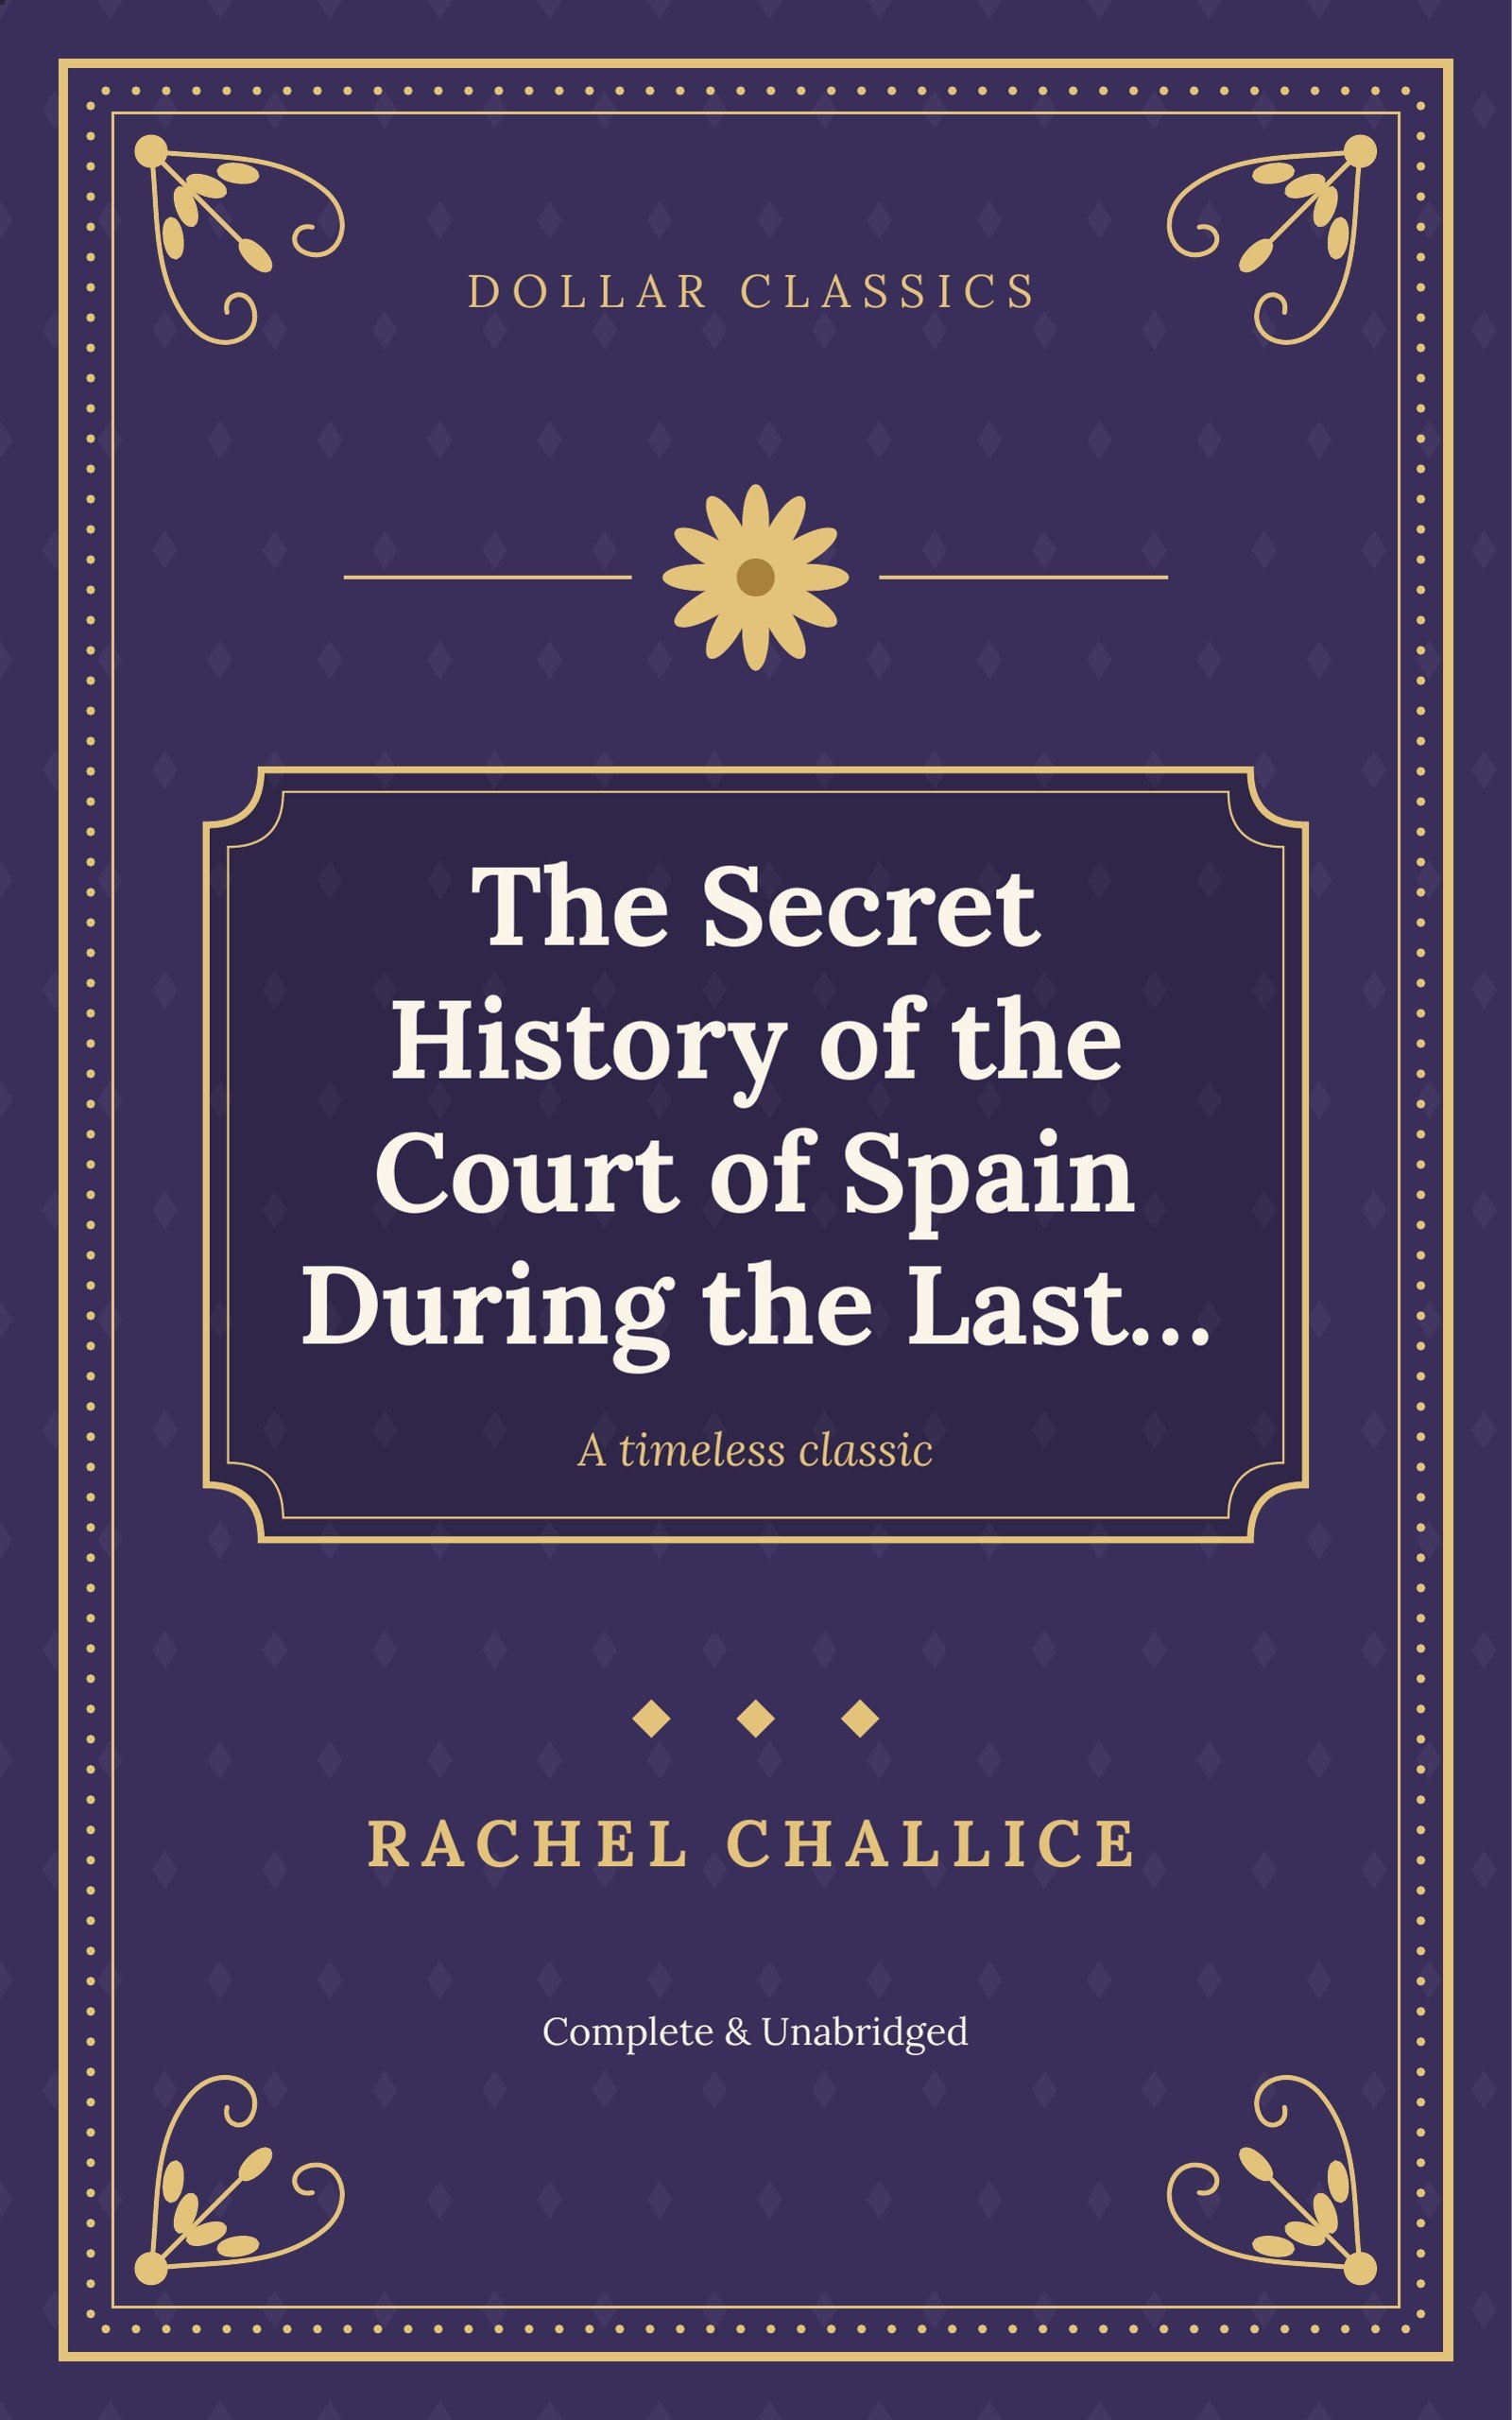 DOLLAR CLASSICS
The Secret
History of the
Court of Spain
During the Last...
A timeless classic
RACHEL CHALLICE
Complete & Unabridged